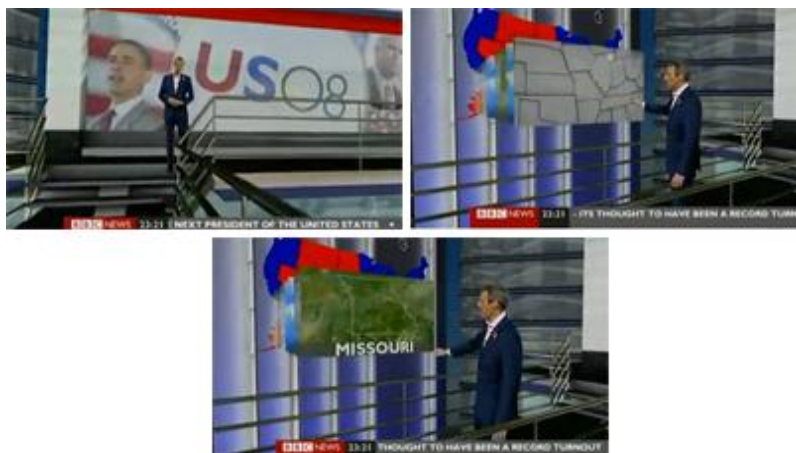 US08
BBC NEWS 23:21 NEXT PRESIDENT OF THE UNITED STATES
BBC NEWS 23:21 - ITS THOUGHT TO HAVE BEEN A RECORD TURN
MISSOURI
BBC NEWS 23:21 THOUGHT TO HAVE BEEN A RECORD TURNOUT